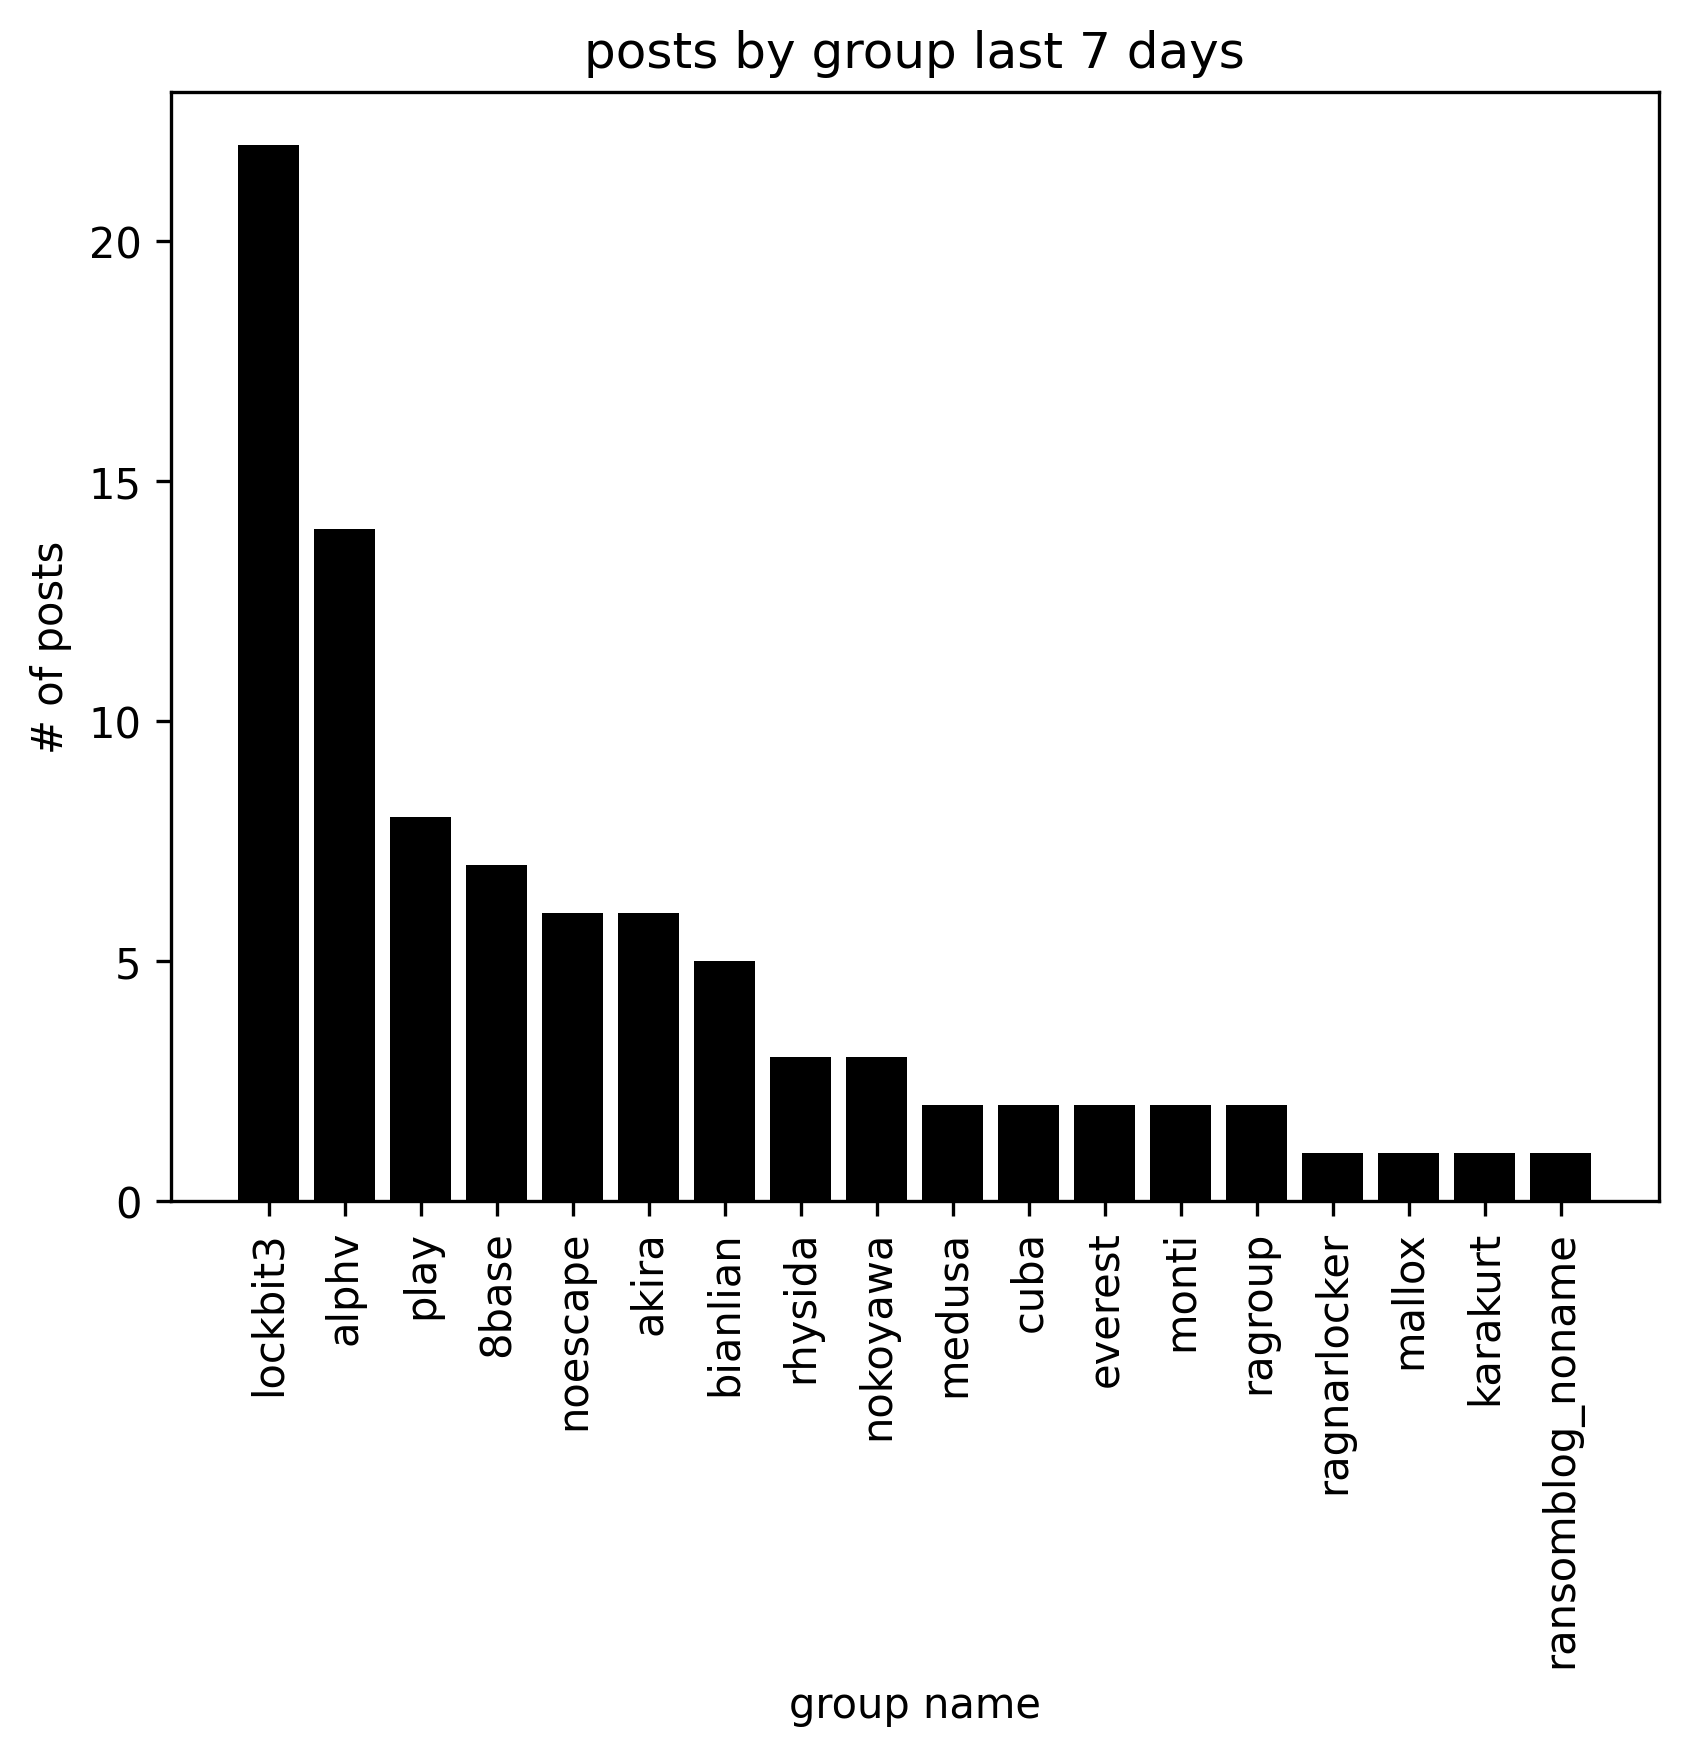 posts by group last 7 days
# of posts
20
15
10
5
0
lockbit3
alphv
play
8base
noescape
akira
bianlian
rhysida
nokoyawa
medusa
cuba
everest
monti
ragroup
ragnarlocker
mallox
karakurt
ransomblog_noname
group name